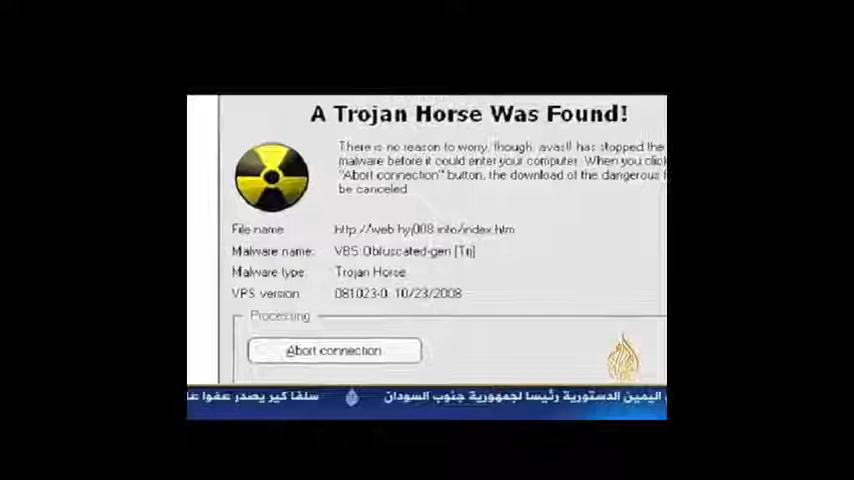 A Trojan Horse Was Found!
There is no reason to worry, though, avast! has stopped the
malware before it could enter your computer. When you click
"Abort connection" button, the download of the dangerous
be canceled
File name: http://web.hyj008.info/index.htm
Malware name: VBS:Obfuscated-gen [Trj]
Malware type: Trojan Horse
VPS version: 081023-0, 10/23/2008
Processing
Abort connection
اليمين الدستورية رئيسا لجمهورية جنوب السودان
سلفا كير يصدر عفوا